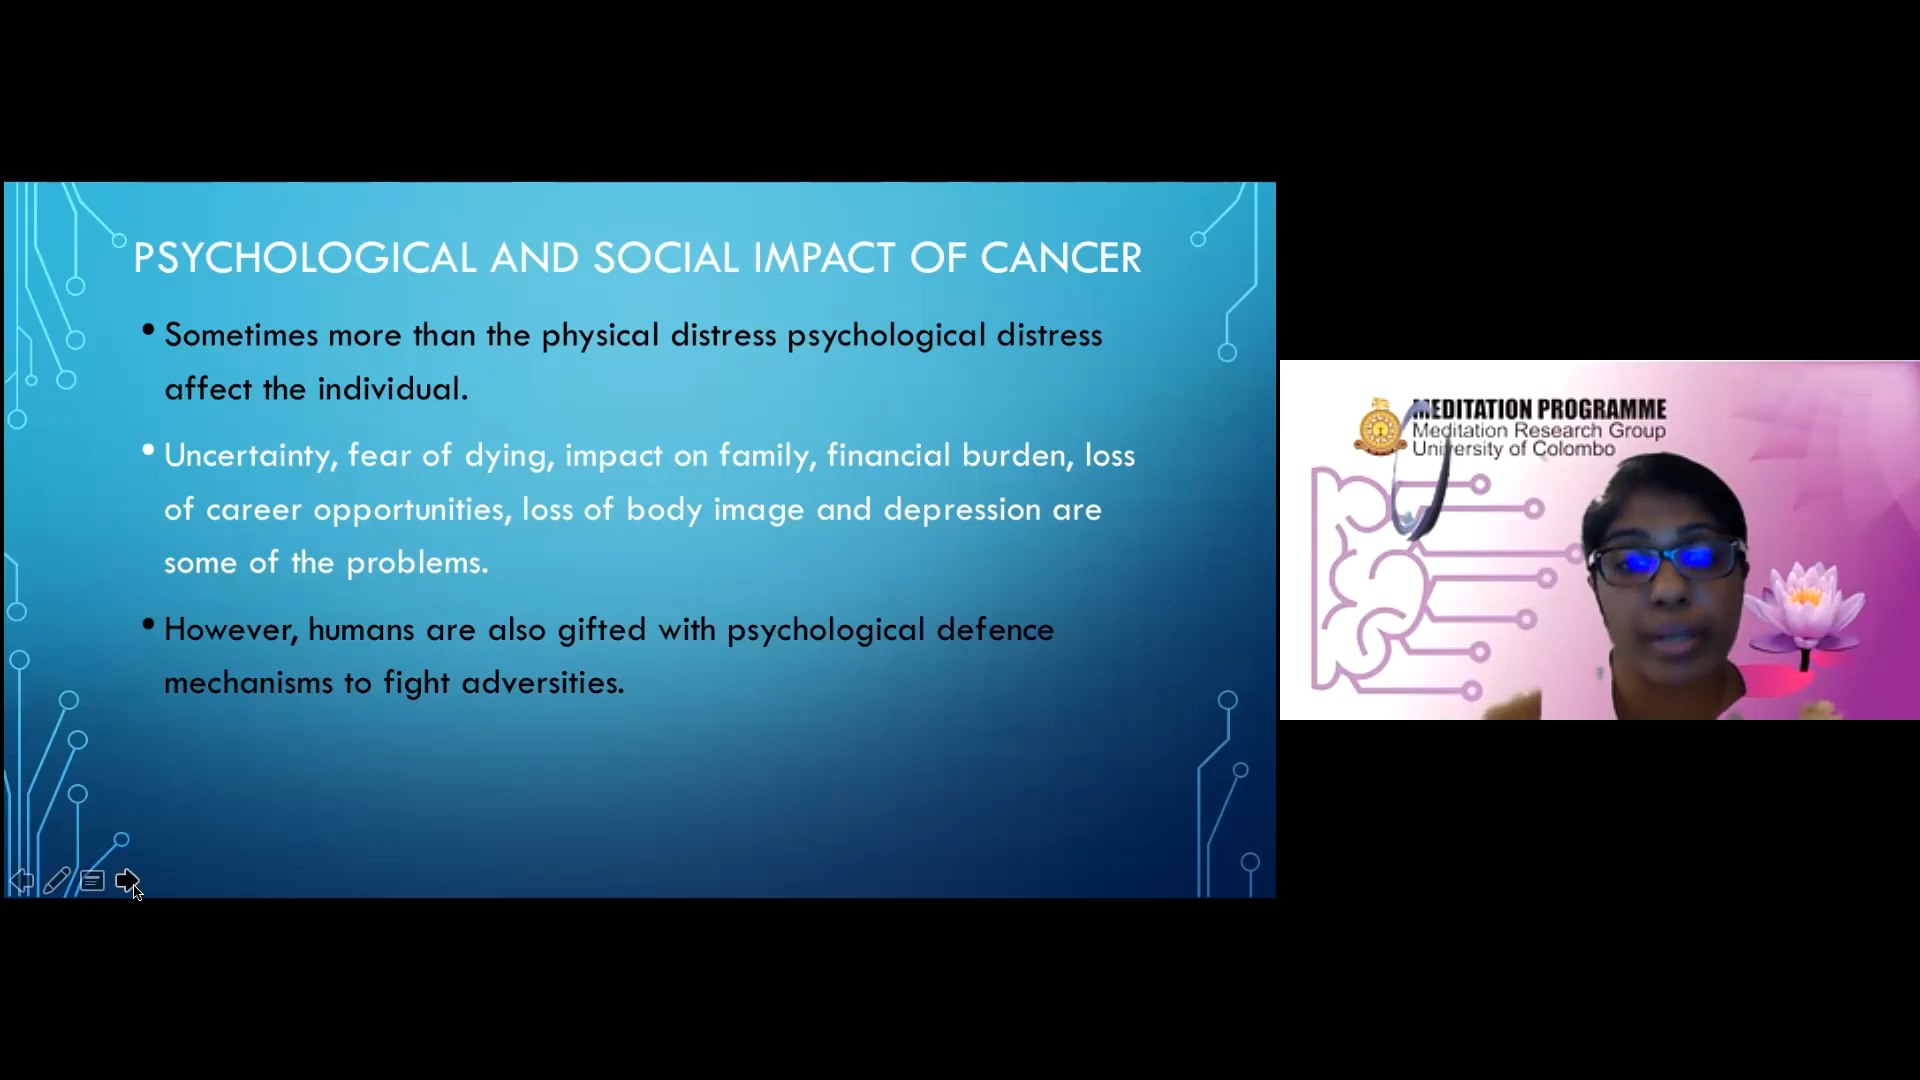 PSYCHOLOGICAL AND SOCIAL IMPACT OF CANCER
• Sometimes more than the physical distress psychological distress
affect the individual.
• Uncertainty, fear of dying, impact on family, financial burden, loss
of career opportunities, loss of body image and depression are
some of the problems.
• However, humans are also gifted with psychological defence
mechanisms to fight adversities.
MEDITATION PROGRAMME
Meditation Research Group
University of Colombo